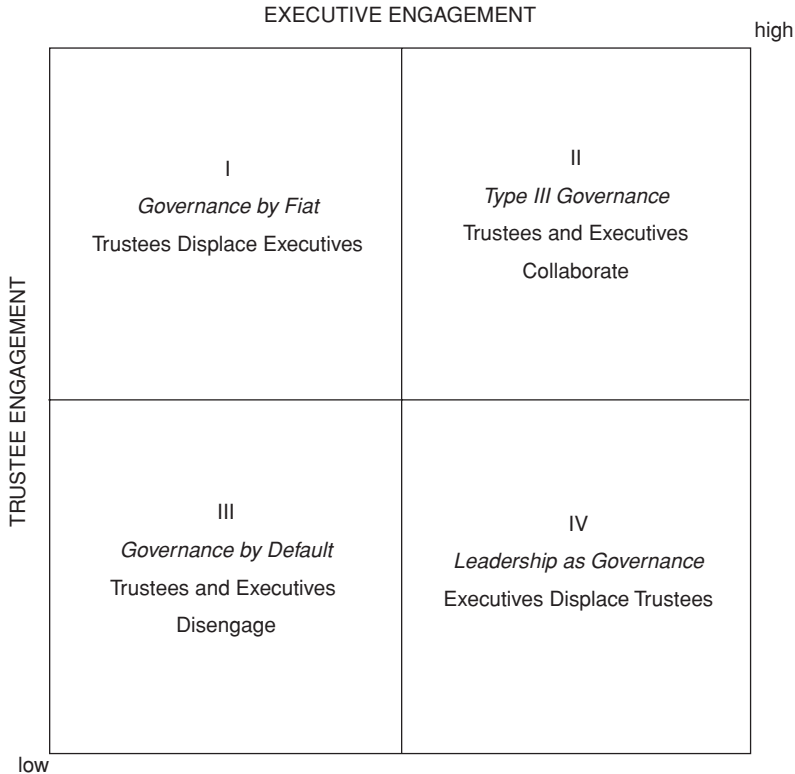 EXECUTIVE ENGAGEMENT
high
I
Governance by Fiat
Trustees Displace Executives
II
Type III Governance
Trustees and Executives
Collaborate
TRUSTEE ENGAGEMENT
III
Governance by Default
Trustees and Executives
Disengage
IV
Leadership as Governance
Executives Displace Trustees
low